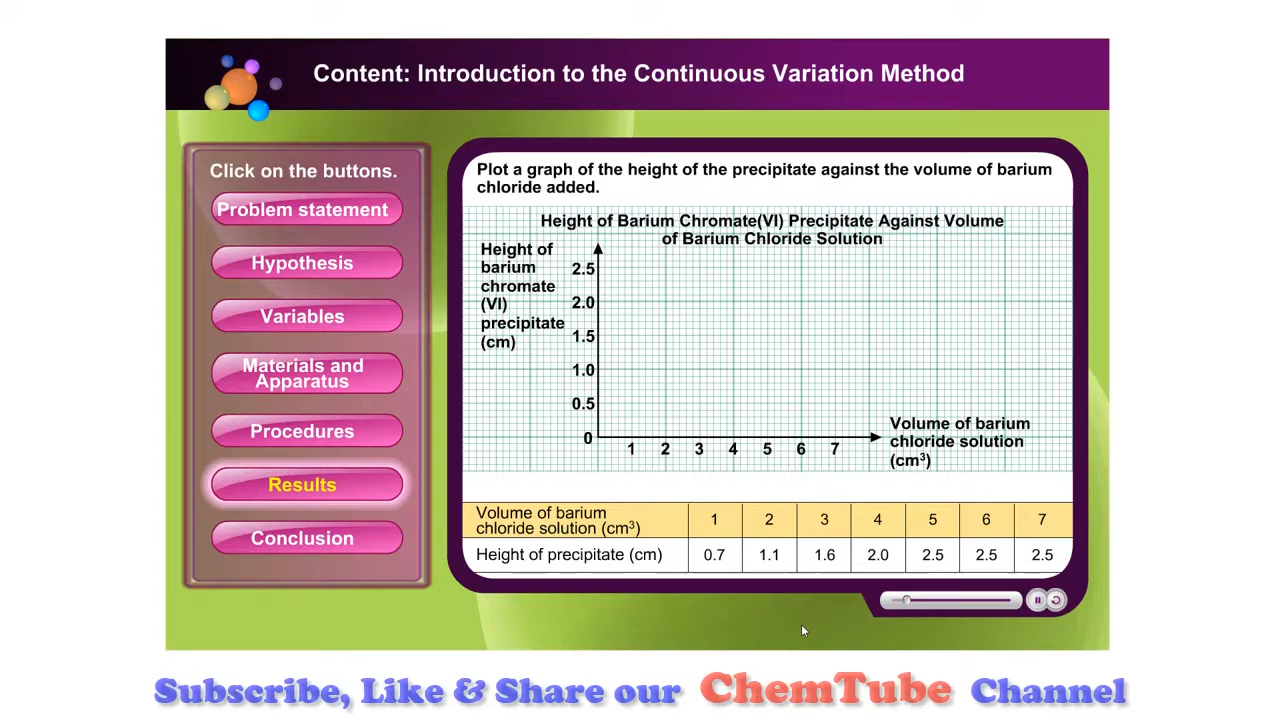 Content: Introduction to the Continuous Variation Method
Click on the buttons.
Problem statement
Hypothesis
Variables
Materials and
Apparatus
Procedures
Results
Conclusion
Plot a graph of the height of the precipitate against the volume of barium
chloride added.
Height of Barium Chromate(VI) Precipitate Against Volume
of Barium Chloride Solution
Height of
barium
chromate
(VI)
precipitate
(cm)
2.5
2.0
1.5
1.0
0.5
0
1 2 3 4 5 6 7
Volume of barium
chloride solution
(cm³)
Volume of barium
chloride solution (cm³) 1 2 3 4 5 6 7
Height of precipitate (cm) 0.7 1.1 1.6 2.0 2.5 2.5 2.5
Subscribe, Like & Share our ChemTube Channel